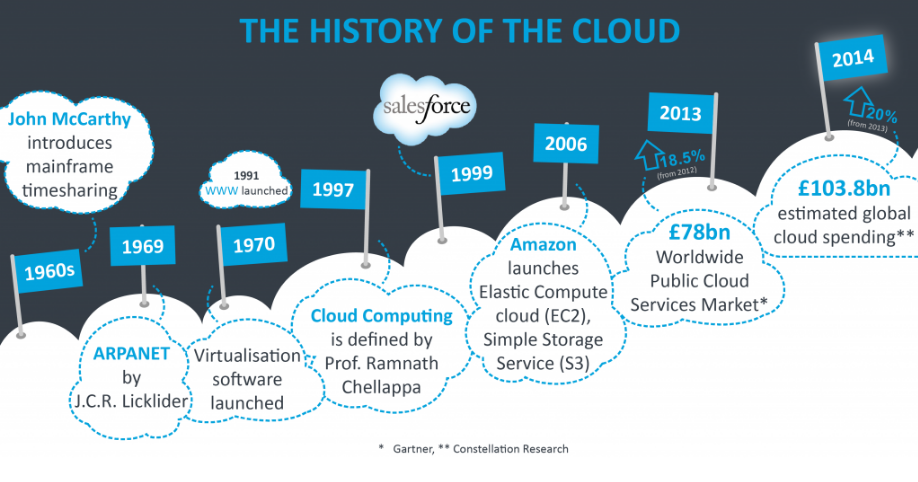 THE HISTORY OF THE CLOUD
John McCarthy
introduces
mainframe
timesharing
1960s
1969
ARPANET
by
J.C.R. Licklider
1970
Virtualisation
software
launched
1991
WWW launched
1997
Cloud Computing
is defined by
Prof. Ramnath
Chellappa
salesforce
1999
2006
Amazon
launches
Elastic Compute
cloud (EC2),
Simple Storage
Service (S3)
2013
18.5%
(from 2012)
£78bn
Worldwide
Public Cloud
Services Market*
2014
20%
(from 2013)
£103.8bn
estimated global
cloud spending**
* Gartner, ** Constellation Research